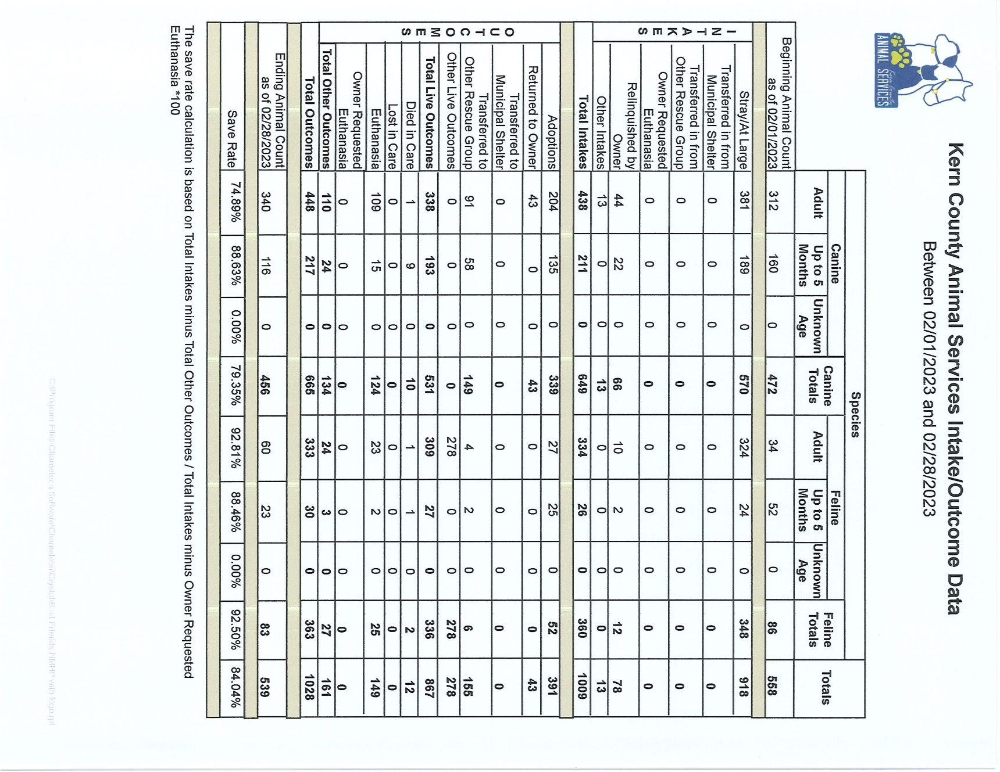 Kern County Animal Services Intake/Outcome Data
Between 02/01/2023 and 02/28/2023
ANIMAL SERVICES
Species
Canine Canine Totals Feline Feline Totals Totals
Adult Up to 5 Months Unknown Age Adult Up to 5 Months Unknown Age
Beginning Animal Count
as of 02/01/2023 312 160 0 472 34 52 0 86 558
INTAKES
Stray/At Large 381 189 0 570 324 24 0 348 918
Transferred in from
Municipal Shelter 0 0 0 0 0 0 0 0 0
Transferred in from
Other Rescue Group 0 0 0 0 0 0 0 0 0
Owner Requested
Euthanasia 0 0 0 0 0 0 0 0 0
Relinquished by
Owner 44 22 0 66 10 2 0 12 78
Other Intakes 13 0 0 13 0 0 0 0 13
Total Intakes 438 211 0 649 334 26 0 360 1009
OUTCOMES
Adoptions 204 135 0 339 27 25 0 52 391
Returned to Owner 43 0 0 43 0 0 0 0 43
Transferred to
Municipal Shelter 0 0 0 0 0 0 0 0 0
Transferred to
Other Rescue Group 91 58 0 149 4 2 0 6 155
Other Live Outcomes 0 0 0 0 278 0 0 278 278
Total Live Outcomes 338 193 0 531 309 27 0 336 867
Died in Care 1 9 0 10 1 1 0 2 12
Lost in Care 0 0 0 0 0 0 0 0 0
Euthanasia 109 15 0 124 23 2 0 25 149
Owner Requested
Euthanasia 0 0 0 0 0 0 0 0 0
Total Other Outcomes 110 24 0 134 24 3 0 27 161
Total Outcomes 448 217 0 665 333 30 0 363 1028
Ending Animal Count
as of 02/28/2023 340 116 0 456 60 23 0 83 539
Save Rate 74.89% 88.63% 0.00% 79.35% 92.81% 88.46% 0.00% 92.50% 84.04%
The save rate calculation is based on Total Intakes minus Total Other Outcomes / Total Intakes minus Owner Requested
Euthanasia *100
C:\Program Files\Chameleon Software\Chameleon\Crystal\ Friends NMHP with logo.rpt